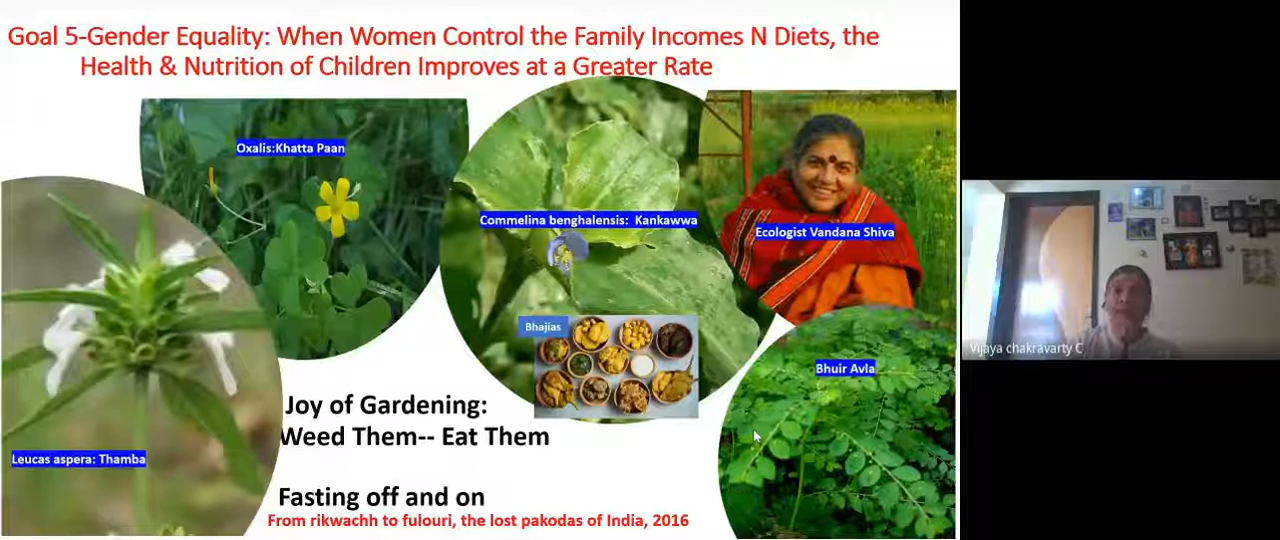 Goal 5-Gender Equality: When Women Control the Family Incomes N Diets, the
Health & Nutrition of Children Improves at a Greater Rate
Oxalis:Khatta Paan
Commelina benghalensis: Kankawwa
Ecologist Vandana Shiva
Bhajias
Bhuir Avla
Leucas aspera: Thamba
Joy of Gardening:
Weed Them-- Eat Them
Fasting off and on
From rikwachh to fulouri, the lost pakodas of India, 2016
Vijaya chakravarty C